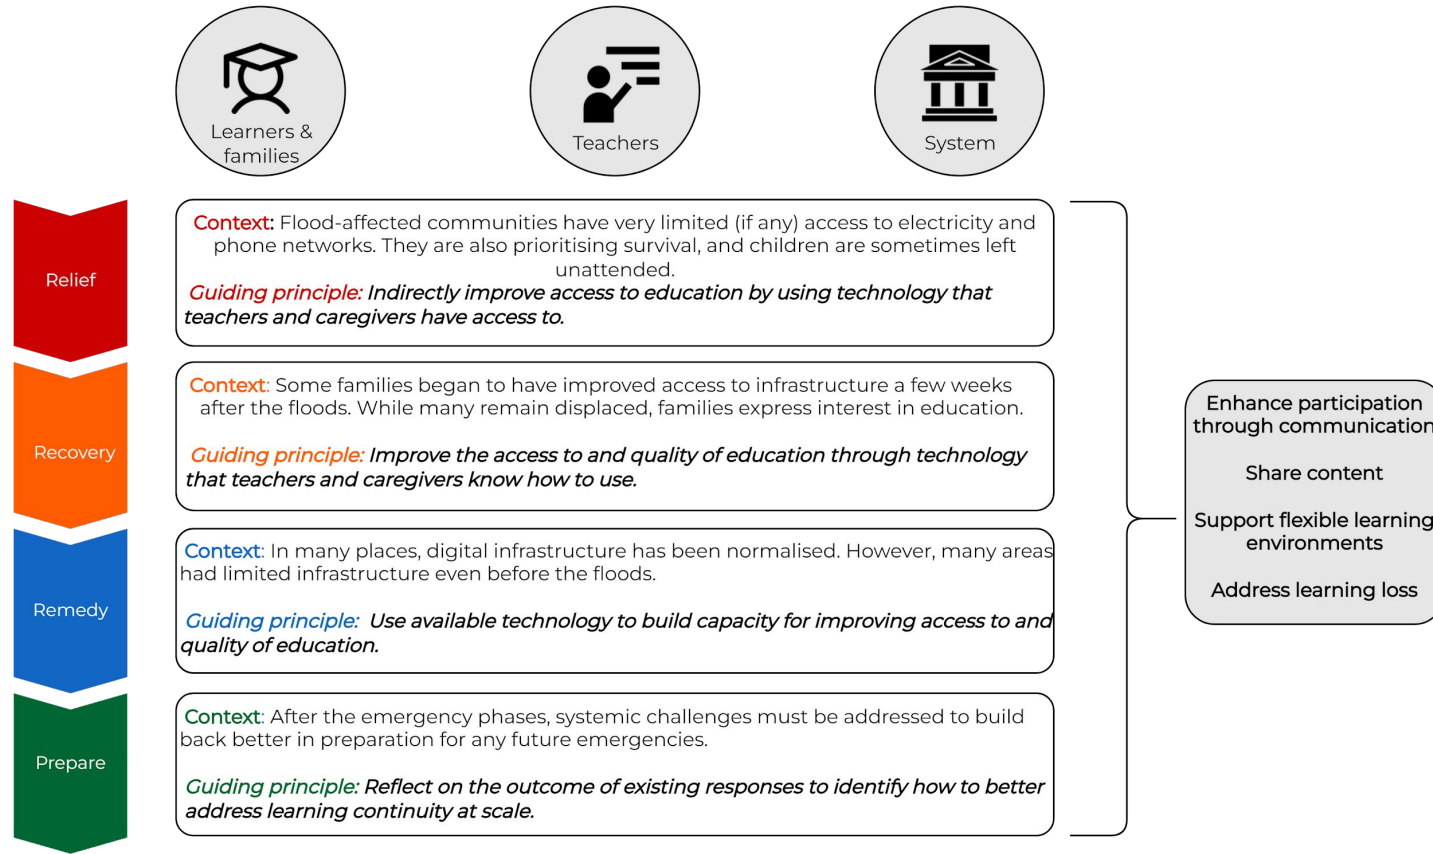 Learners &
families
Teachers
System
Relief
Context: Flood-affected communities have very limited (if any) access to electricity and
phone networks. They are also prioritising survival, and children are sometimes left
unattended.
Guiding principle: Indirectly improve access to education by using technology that
teachers and caregivers have access to.
Recovery
Context: Some families began to have improved access to infrastructure a few weeks
after the floods. While many remain displaced, families express interest in education.
Guiding principle: Improve the access to and quality of education through technology
that teachers and caregivers know how to use.
Remedy
Context: In many places, digital infrastructure has been normalised. However, many areas
had limited infrastructure even before the floods.
Guiding principle: Use available technology to build capacity for improving access to and
quality of education.
Prepare
Context: After the emergency phases, systemic challenges must be addressed to build
back better in preparation for any future emergencies.
Guiding principle: Reflect on the outcome of existing responses to identify how to better
address learning continuity at scale.
Enhance participation
through communication
Share content
Support flexible learning
environments
Address learning loss